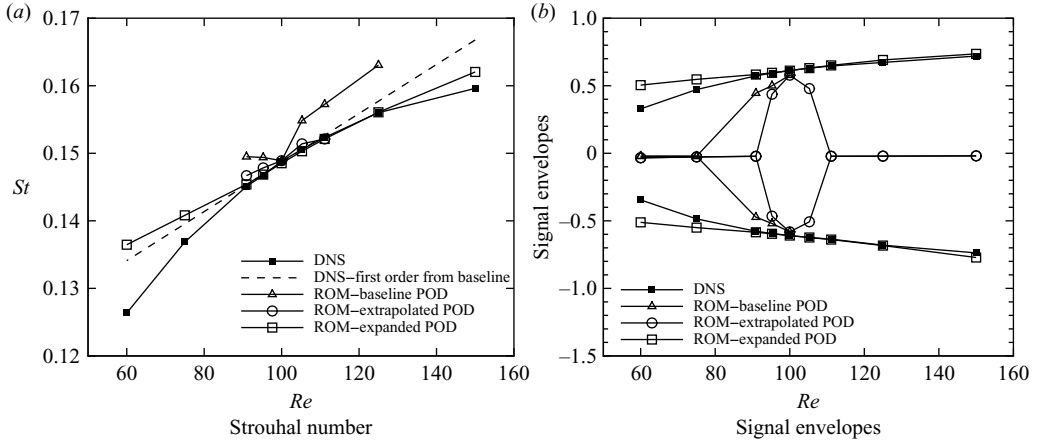 (a)
0.17
0.16
0.15
0.14
0.13
0.12
St
DNS
DNS–first order from baseline
ROM–baseline POD
ROM–extrapolated POD
ROM–expanded POD
60 80 100 120 140 160
Re
Strouhal number
(b)
1.0
0.5
0
−0.5
−1.0
−1.5
Signal envelopes
DNS
ROM–baseline POD
ROM–extrapolated POD
ROM–expanded POD
60 80 100 120 140 160
Re
Signal envelopes